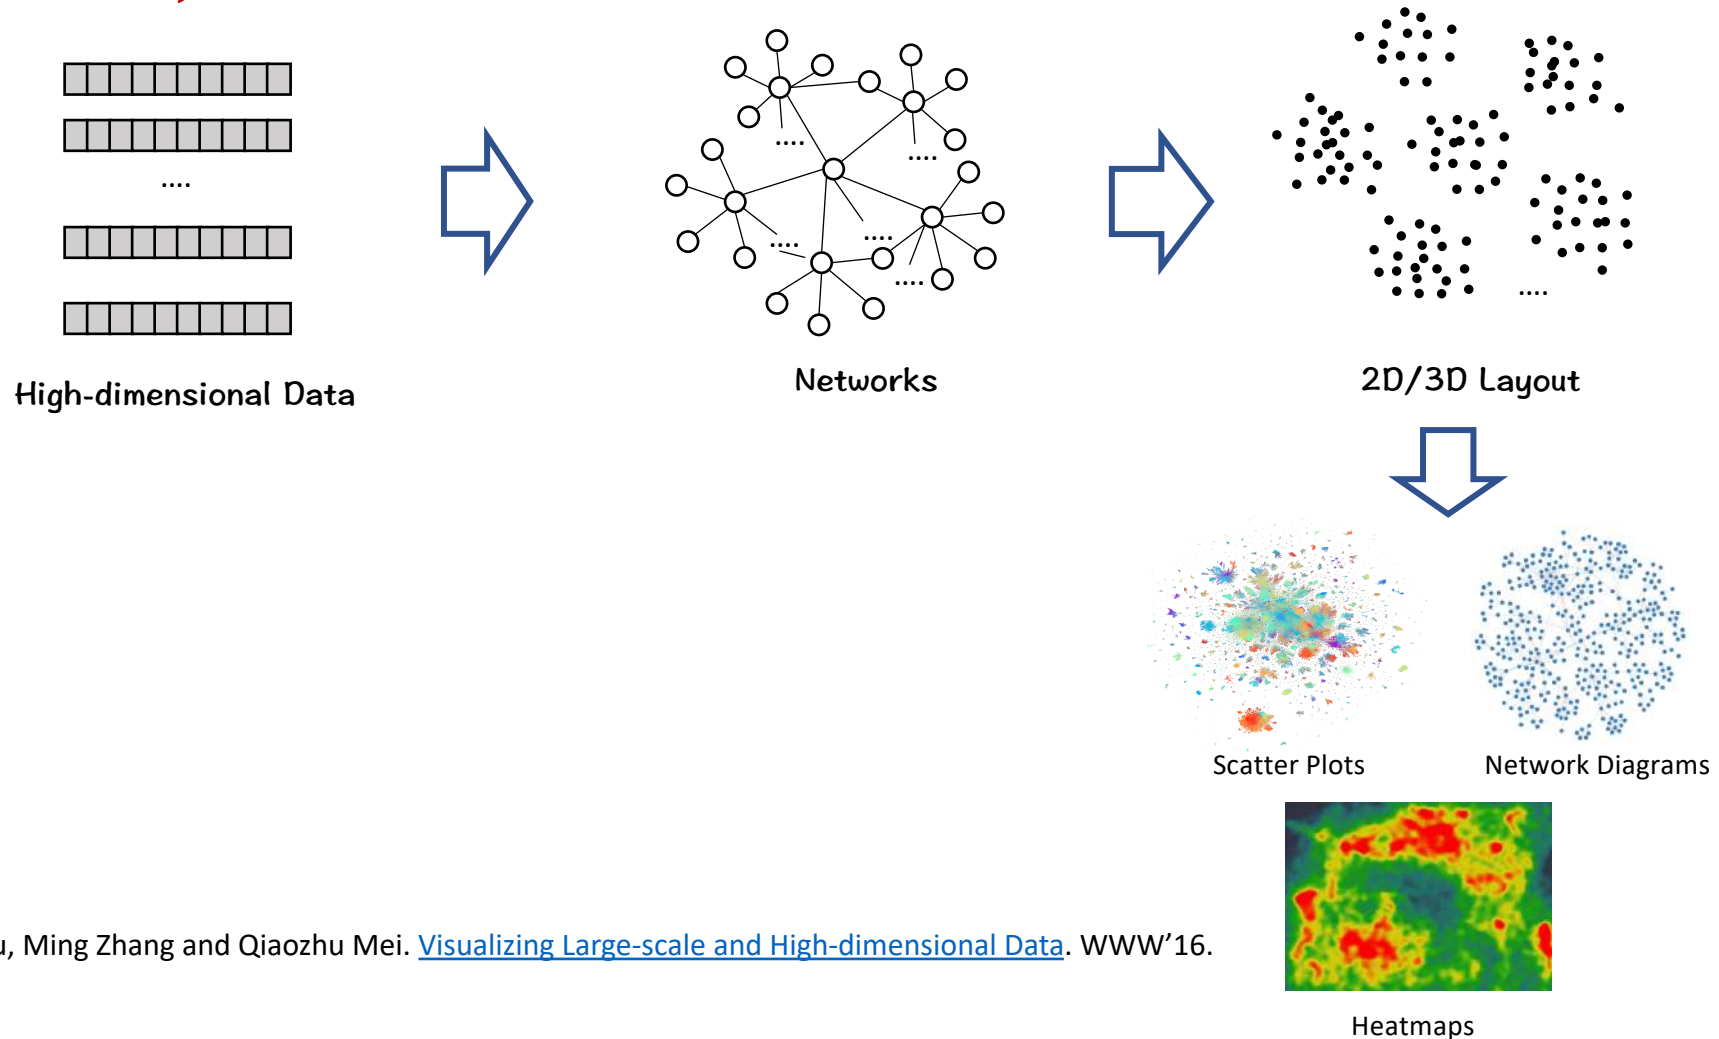 ....
....
....
....
....
....
....
High-dimensional Data
Networks
2D/3D Layout
Scatter Plots
Network Diagrams
Ming Zhang and Qiaozhu Mei. Visualizing Large-scale and High-dimensional Data. WWW’16.
Heatmaps